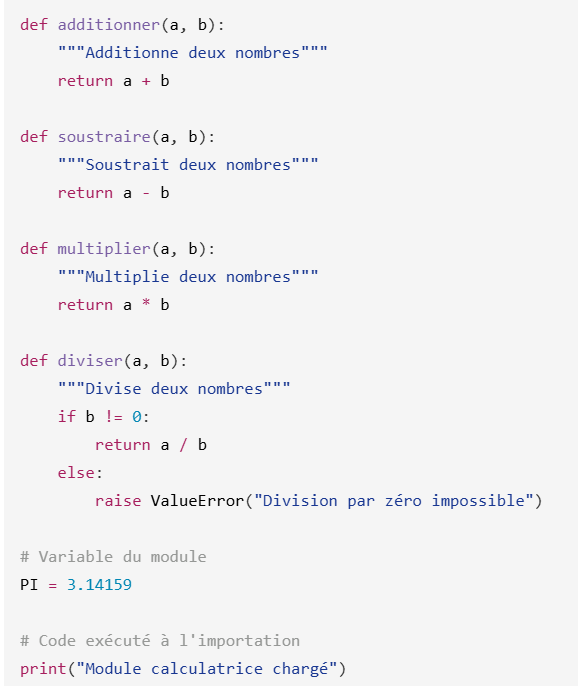 def additionner(a, b):
    """Additionne deux nombres"""
    return a + b

def soustraire(a, b):
    """Soustrait deux nombres"""
    return a - b

def multiplier(a, b):
    """Multiplie deux nombres"""
    return a * b

def diviser(a, b):
    """Divise deux nombres"""
    if b != 0:
        return a / b
    else:
        raise ValueError("Division par zéro impossible")

# Variable du module
PI = 3.14159

# Code exécuté à l'importation
print("Module calculatrice chargé")